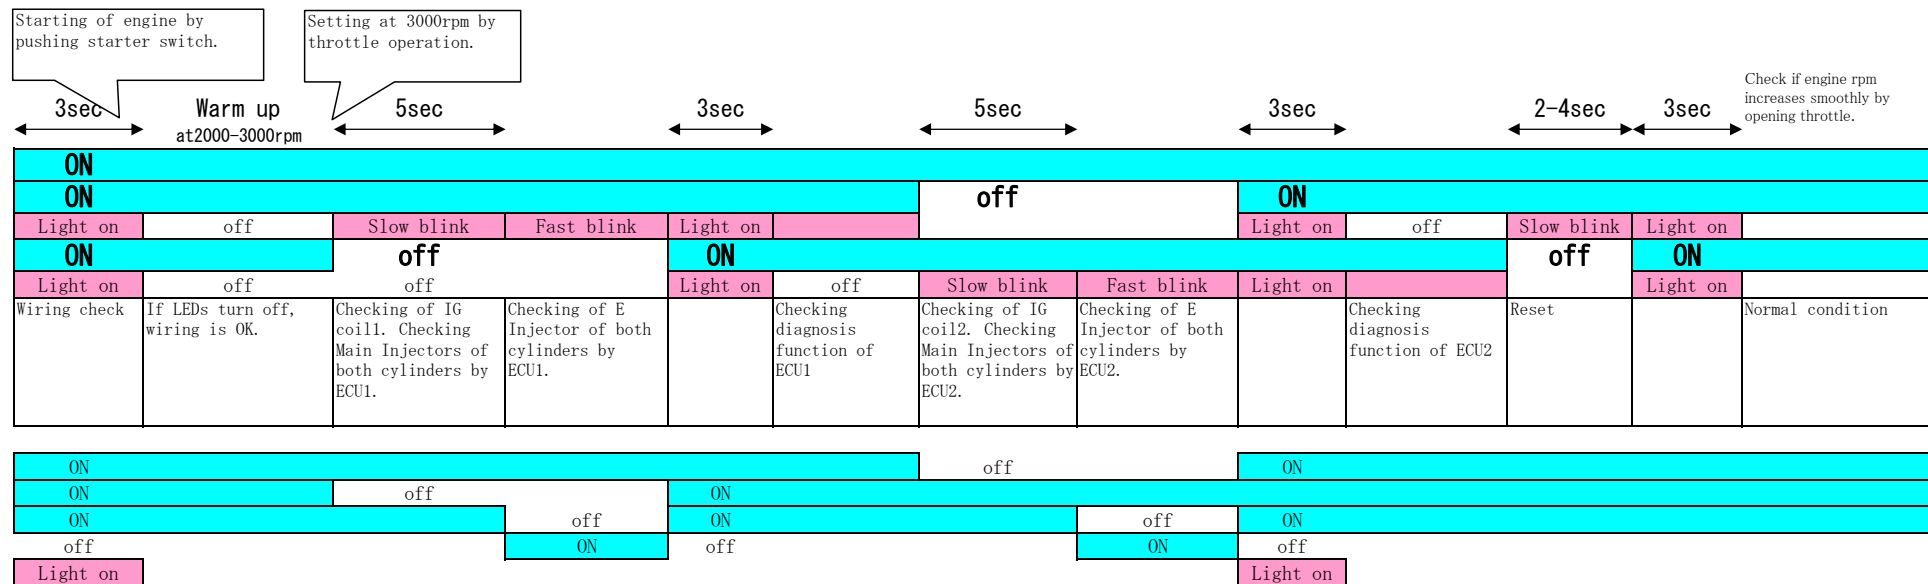 Starting of engine by
pushing starter switch.
Setting at 3000rpm by
throttle operation.
Check if engine rpm
increases smoothly by
opening throttle.
3sec Warm up 5sec 3sec 5sec 3sec 2-4sec 3sec
at2000-3000rpm
ON
ON off ON
Light on off Slow blink Fast blink Light on Light on off Slow blink Light on
ON off ON off ON
Light on off off Light on off Slow blink Fast blink Light on Light on
Wiring check
If LEDs turn off,
wiring is OK.
Checking of IG
coil1. Checking
Main Injectors of
both cylinders by
ECU1.
Checking of E
Injector of both
cylinders by
ECU1.
Checking
diagnosis
function of
ECU1
Checking of IG
coil2. Checking
Main Injectors of
both cylinders by
ECU2.
Checking of E
Injector of both
cylinders by
ECU2.
Checking
diagnosis
function of ECU2
Reset
Normal condition
ON off ON
ON off ON
ON off ON off ON
off ON off ON off
Light on Light on